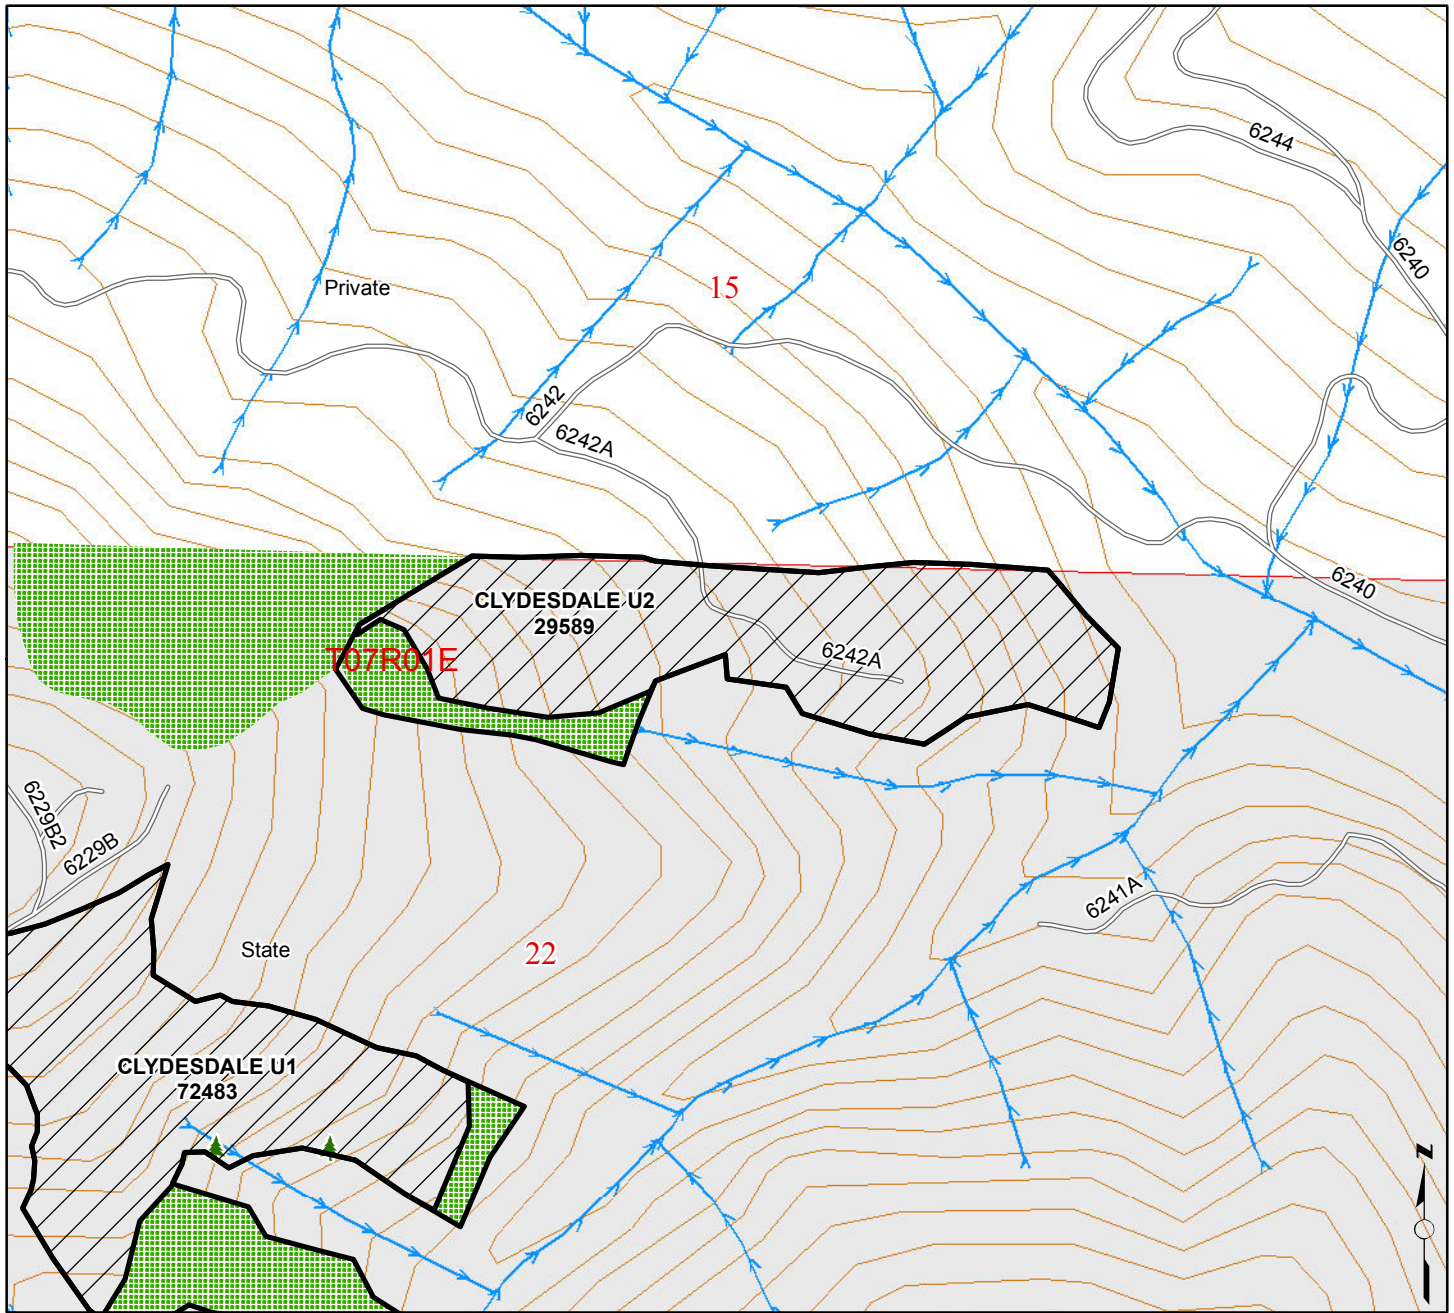 6244
6240
Private
15
6242
6242A
6240
CLYDESDALE U2
29589
T07R01E
6242A
6229B2
6229B
6241A
State
22
CLYDESDALE U1
72483
N